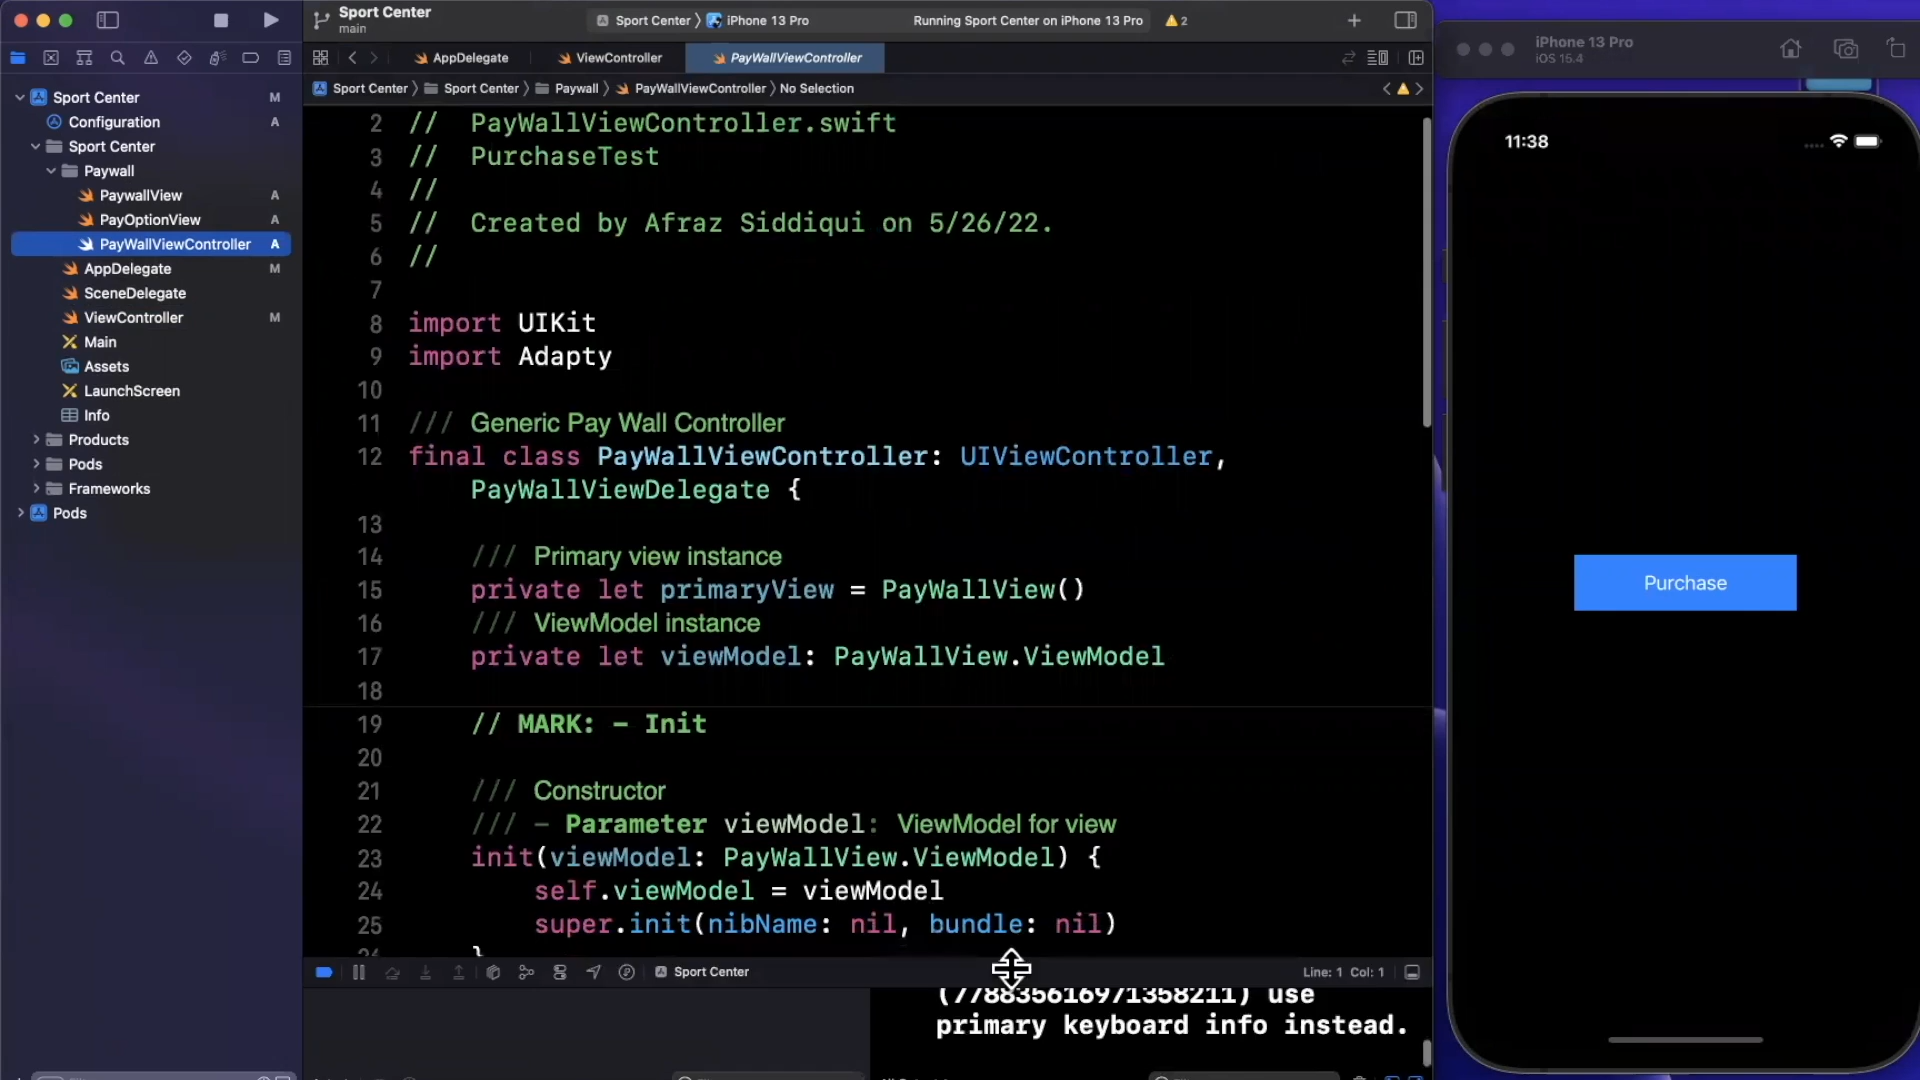 Sport Center
main
Sport Center 〉 iPhone 13 Pro
Running Sport Center on iPhone 13 Pro
2
AppDelegate
ViewController
PayWallViewController
Sport Center 〉 Sport Center 〉 Paywall 〉 PayWallViewController 〉 No Selection
Sport Center M
Configuration A
Sport Center
Paywall
PaywallView A
PayOptionView A
PayWallViewController A
AppDelegate M
SceneDelegate
ViewController M
Main
Assets
LaunchScreen
Info
Products
Pods
Frameworks
Pods
2 //  PayWallViewController.swift
3 //  PurchaseTest
4 //
5 //  Created by Afraz Siddiqui on 5/26/22.
6 //
7
8 import UIKit
9 import Adapty
10
11 /// Generic Pay Wall Controller
12 final class PayWallViewController: UIViewController,
PayWallViewDelegate {
13
14 /// Primary view instance
15 private let primaryView = PayWallView()
16 /// ViewModel instance
17 private let viewModel: PayWallView.ViewModel
18
19 // MARK: - Init
20
21 /// Constructor
22 /// - Parameter viewModel: ViewModel for view
23 init(viewModel: PayWallView.ViewModel) {
24 self.viewModel = viewModel
25 super.init(nibName: nil, bundle: nil)
26 }
Sport Center
Line: 1 Col: 1
(778835616971358211) use
primary keyboard info instead.
iPhone 13 Pro
iOS 15.4
11:38
Purchase